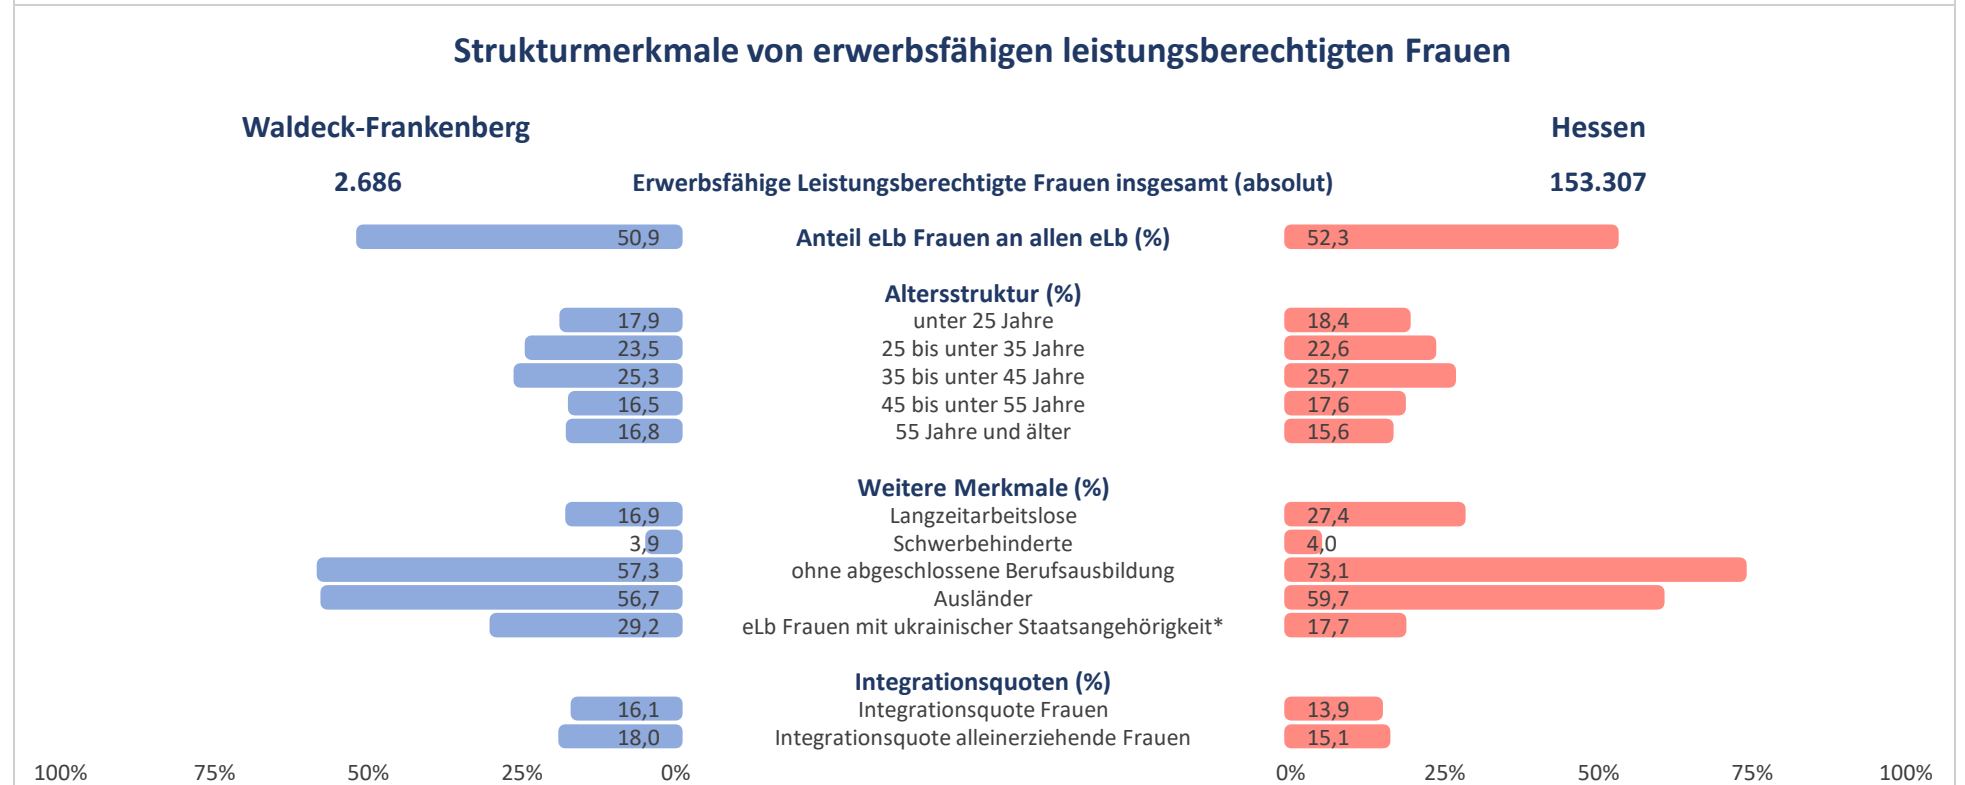 Strukturmerkmale von erwerbsfähigen leistungsberechtigten Frauen
Waldeck-Frankenberg Hessen
2.686 Erwerbsfähige Leistungsberechtigte Frauen insgesamt (absolut) 153.307
50,9 Anteil eLb Frauen an allen eLb (%) 52,3
Altersstruktur (%)
17,9 unter 25 Jahre 18,4
23,5 25 bis unter 35 Jahre 22,6
25,3 35 bis unter 45 Jahre 25,7
16,5 45 bis unter 55 Jahre 17,6
16,8 55 Jahre und älter 15,6
Weitere Merkmale (%)
16,9 Langzeitarbeitslose 27,4
3,9 Schwerbehinderte 4,0
57,3 ohne abgeschlossene Berufsausbildung 73,1
56,7 Ausländer 59,7
29,2 eLb Frauen mit ukrainischer Staatsangehörigkeit* 17,7
Integrationsquoten (%)
16,1 Integrationsquote Frauen 13,9
18,0 Integrationsquote alleinerziehende Frauen 15,1
100% 75% 50% 25% 0% 0% 25% 50% 75% 100%